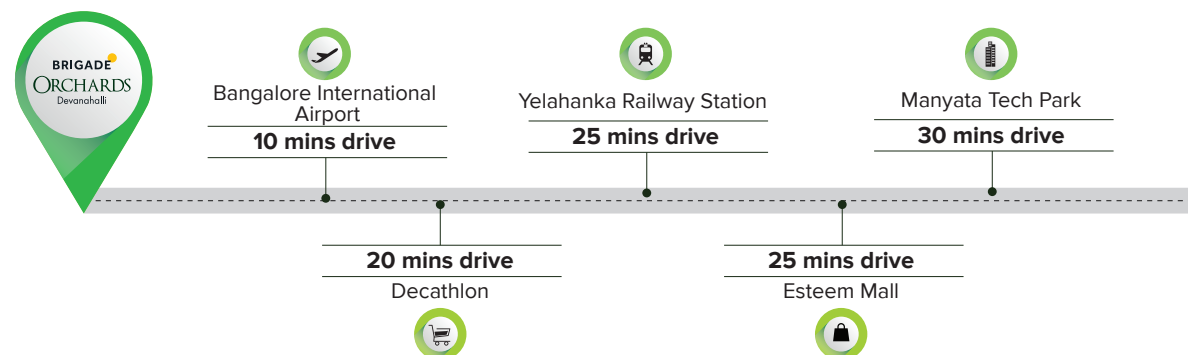 BRIGADE
ORCHARDS
Devanahalli
Bangalore International
Airport
10 mins drive
20 mins drive
Decathlon
Yelahanka Railway Station
25 mins drive
25 mins drive
Esteem Mall
Manyata Tech Park
30 mins drive